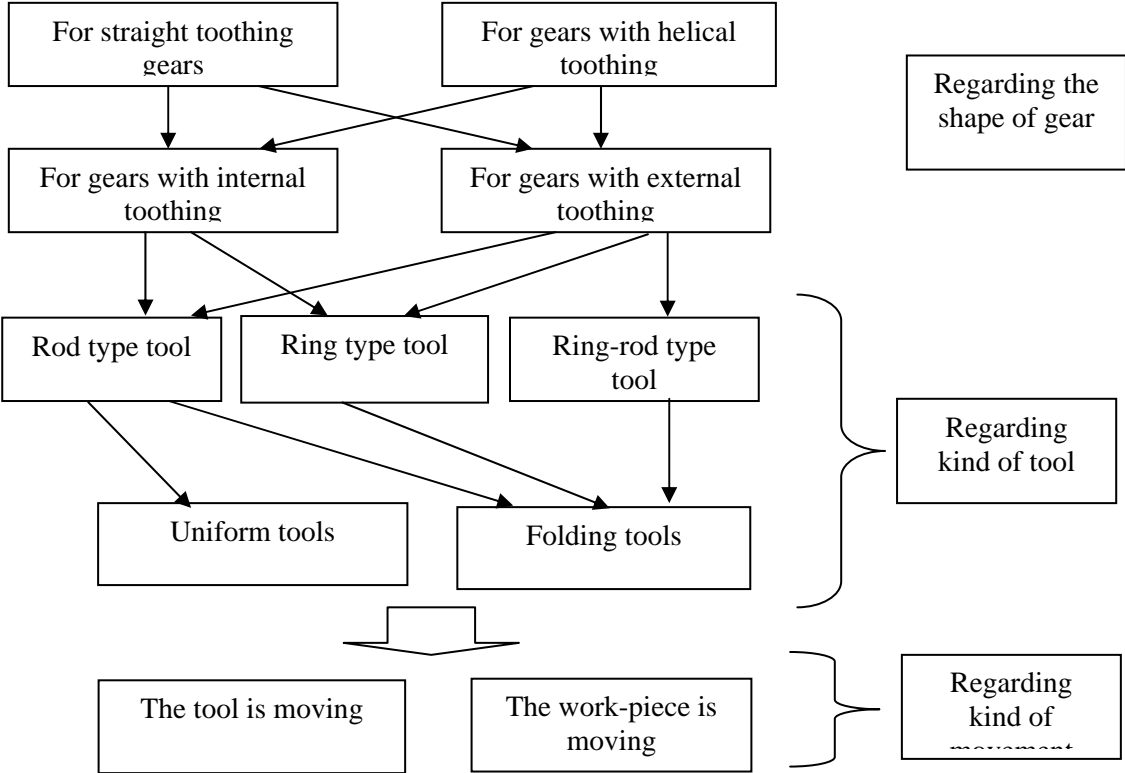 For straight toothing
gears
For gears with helical
toothing
Regarding the
shape of gear
For gears with internal
toothing
For gears with external
toothing
Rod type tool
Ring type tool
Ring-rod type
tool
Regarding
kind of tool
Uniform tools
Folding tools
The tool is moving
The work-piece is
moving
Regarding
kind of
movement